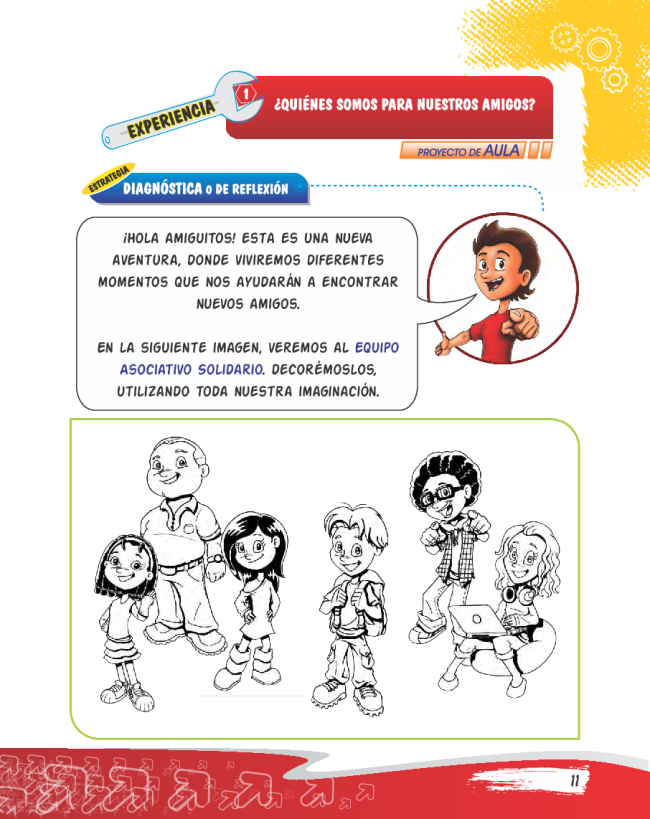 EXPERIENCIA
1
¿QUIÉNES SOMOS PARA NUESTROS AMIGOS?
PROYECTO DE AULA
ESTRATEGIA
DIAGNÓSTICA o DE REFLEXIÓN
¡HOLA AMIGUITOS! ESTA ES UNA NUEVA
AVENTURA, DONDE VIVIREMOS DIFERENTES
MOMENTOS QUE NOS AYUDARÁN A ENCONTRAR
NUEVOS AMIGOS.
EN LA SIGUIENTE IMAGEN, VEREMOS AL EQUIPO
ASOCIATIVO SOLIDARIO. DECORÉMOSLOS,
UTILIZANDO TODA NUESTRA IMAGINACIÓN.
11